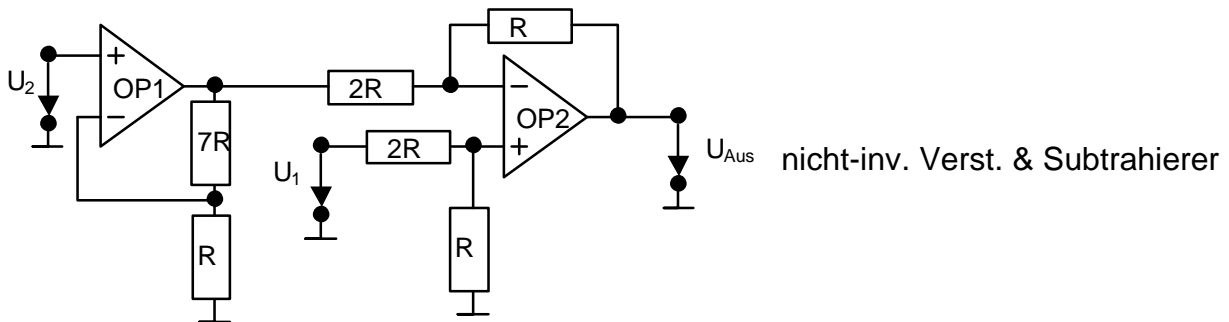 R
+
U2
OP1
−
2R
−
OP2
7R
2R
+
UAus
nicht-inv. Verst. & Subtrahierer
U1
R
R